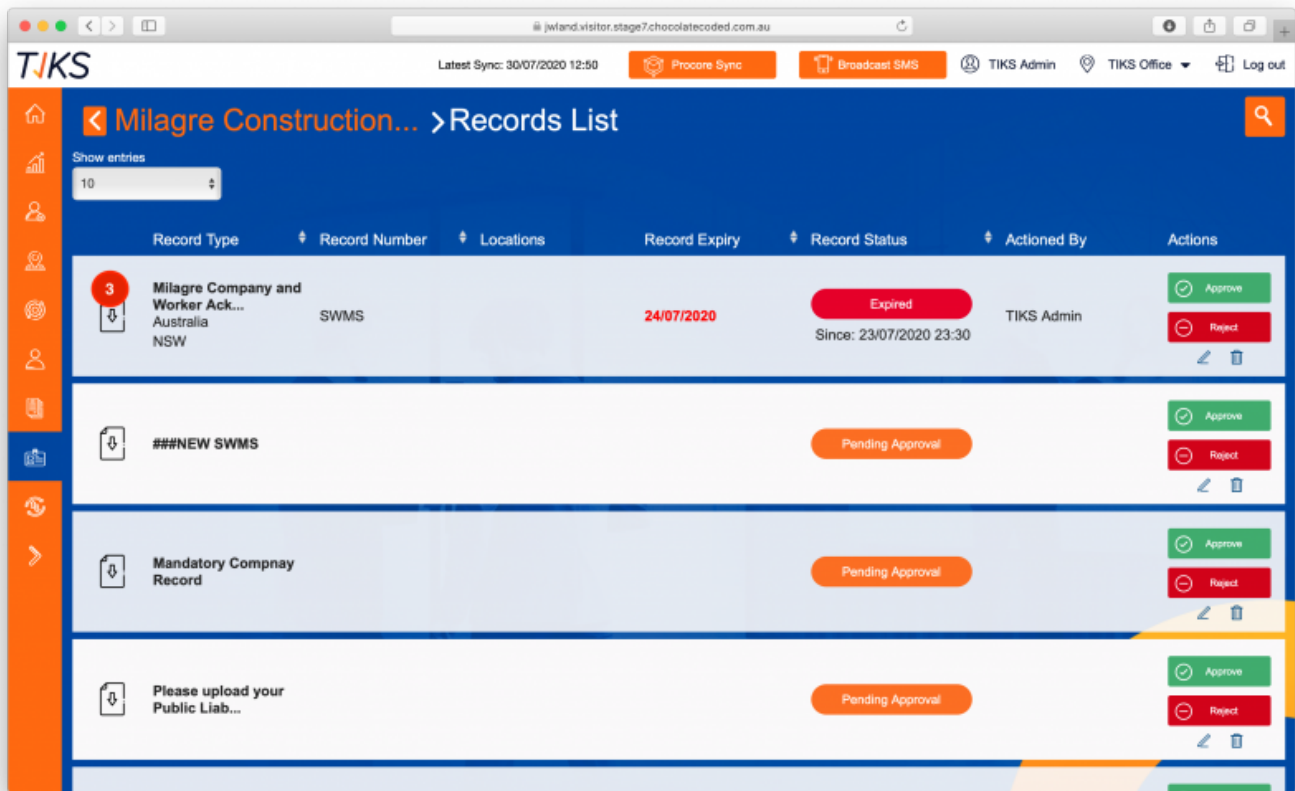 jwland.visitor.stage7.chocolatecoded.com.au
TIKS
Latest Sync: 30/07/2020 12:50
Procore Sync
Broadcast SMS
TIKS Admin
TIKS Office
Log out
Milagre Construction... >Records List
Show entries
10
Record Type
Record Number
Locations
Record Expiry
Record Status
Actioned By
Actions
3
Milagre Company and
Worker Ack...
Australia
NSW
SWMS
24/07/2020
Expired
Since: 23/07/2020 23:30
TIKS Admin
Approve
Reject
###NEW SWMS
Pending Approval
Approve
Reject
Mandatory Compnay
Record
Pending Approval
Approve
Reject
Please upload your
Public Liab...
Pending Approval
Approve
Reject